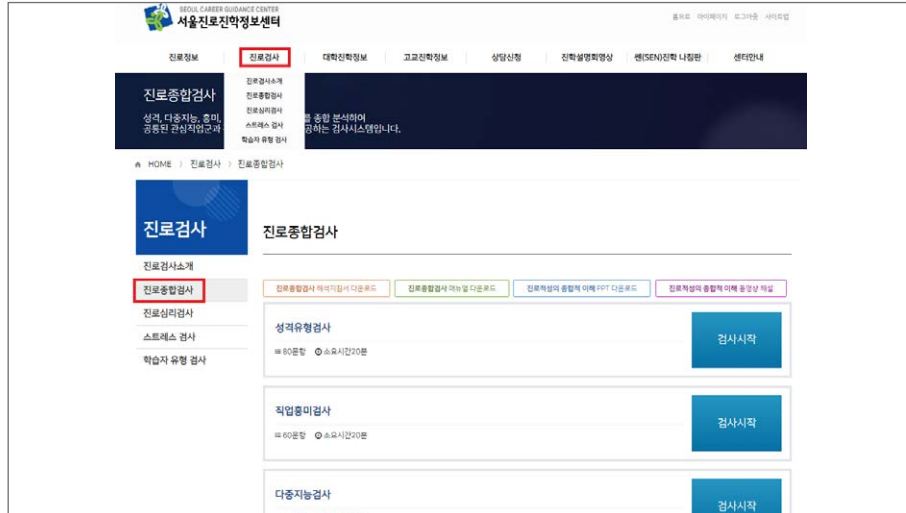 SEOUL CAREER GUIDANCE CENTER
서울진로진학정보센터
홈으로 마이페이지 로그아웃 사이트맵
진로정보 진로검사 대학진학정보 고교진학정보 상담신청 진학설명회영상 쎈(SEN)진학 나침판 센터안내
진로검사소개
진로종합검사
진로심리검사
스트레스 검사
학습자 유형 검사
진로종합검사
성격, 다중지능, 흥미, 를 종합 분석하여
공통된 관심직업군과 공하는 검사시스템입니다.
HOME 〉 진로검사 〉 진로종합검사
진로검사
진로검사소개
진로종합검사
진로심리검사
스트레스 검사
학습자 유형 검사
진로종합검사
진로종합검사 해석지침서 다운로드 진로종합검사 매뉴얼 다운로드 진로적성의 종합적 이해 PPT 다운로드 진로적성의 종합적 이해 동영상 해설
성격유형검사
80문항 소요시간20분
검사시작
직업흥미검사
60문항 소요시간20분
검사시작
다중지능검사
검사시작